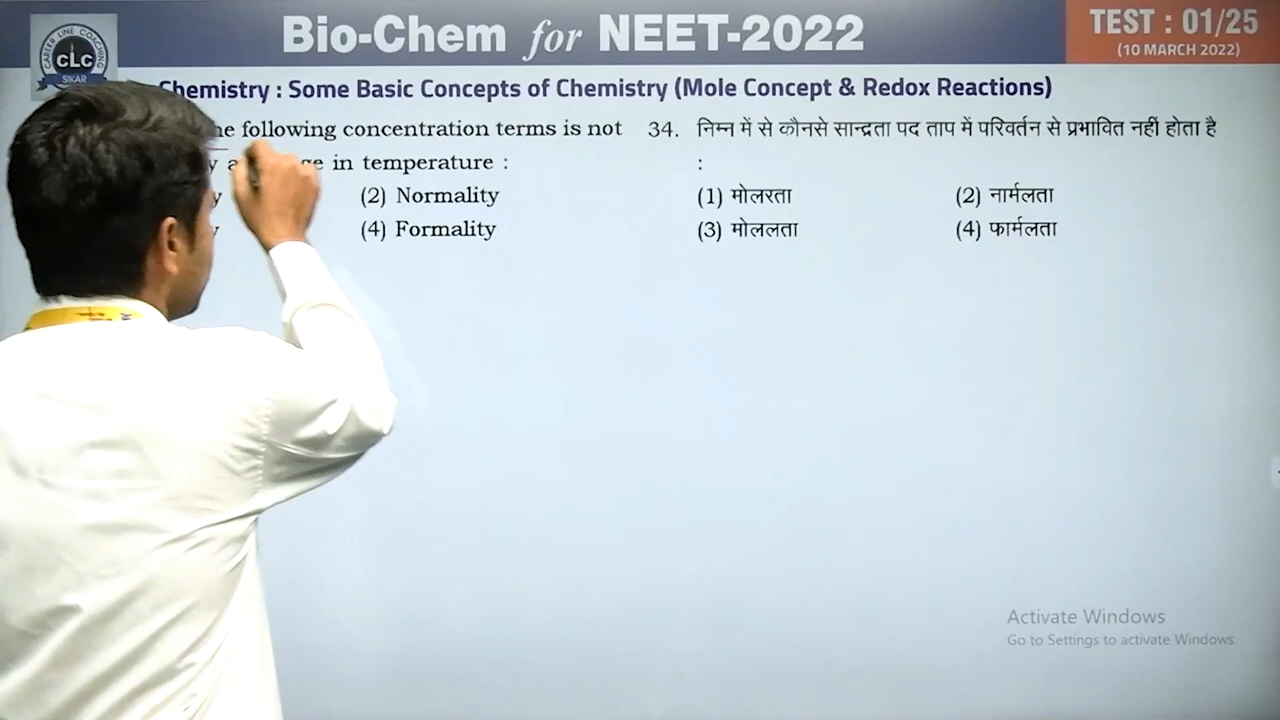 Bio-Chem for NEET-2022
TEST : 01/25
(10 MARCH 2022)
CAREER LINE COACHING
CLC
SIKAR
Chemistry : Some Basic Concepts of Chemistry (Mole Concept & Redox Reactions)
following concentration terms is not
in temperature :
(2) Normality
(4) Formality
34. निम्न में से कौनसे सान्द्रता पद ताप में परिवर्तन से प्रभावित नहीं होता है
:
(1) मोलरता (2) नार्मलता
(3) मोललता (4) फार्मलता
Activate Windows
Go to Settings to activate Windows.